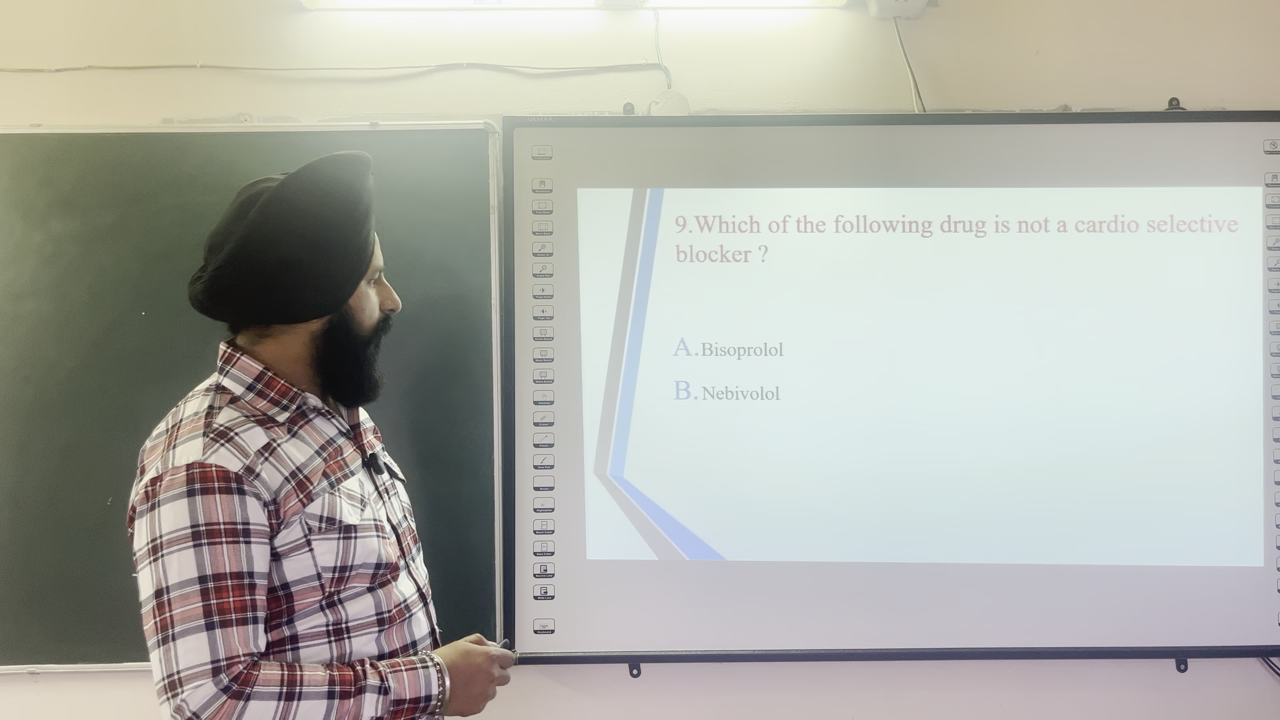 9.Which of the following drug is not a cardio selective
blocker ?
A.Bisoprolol
B.Nebivolol